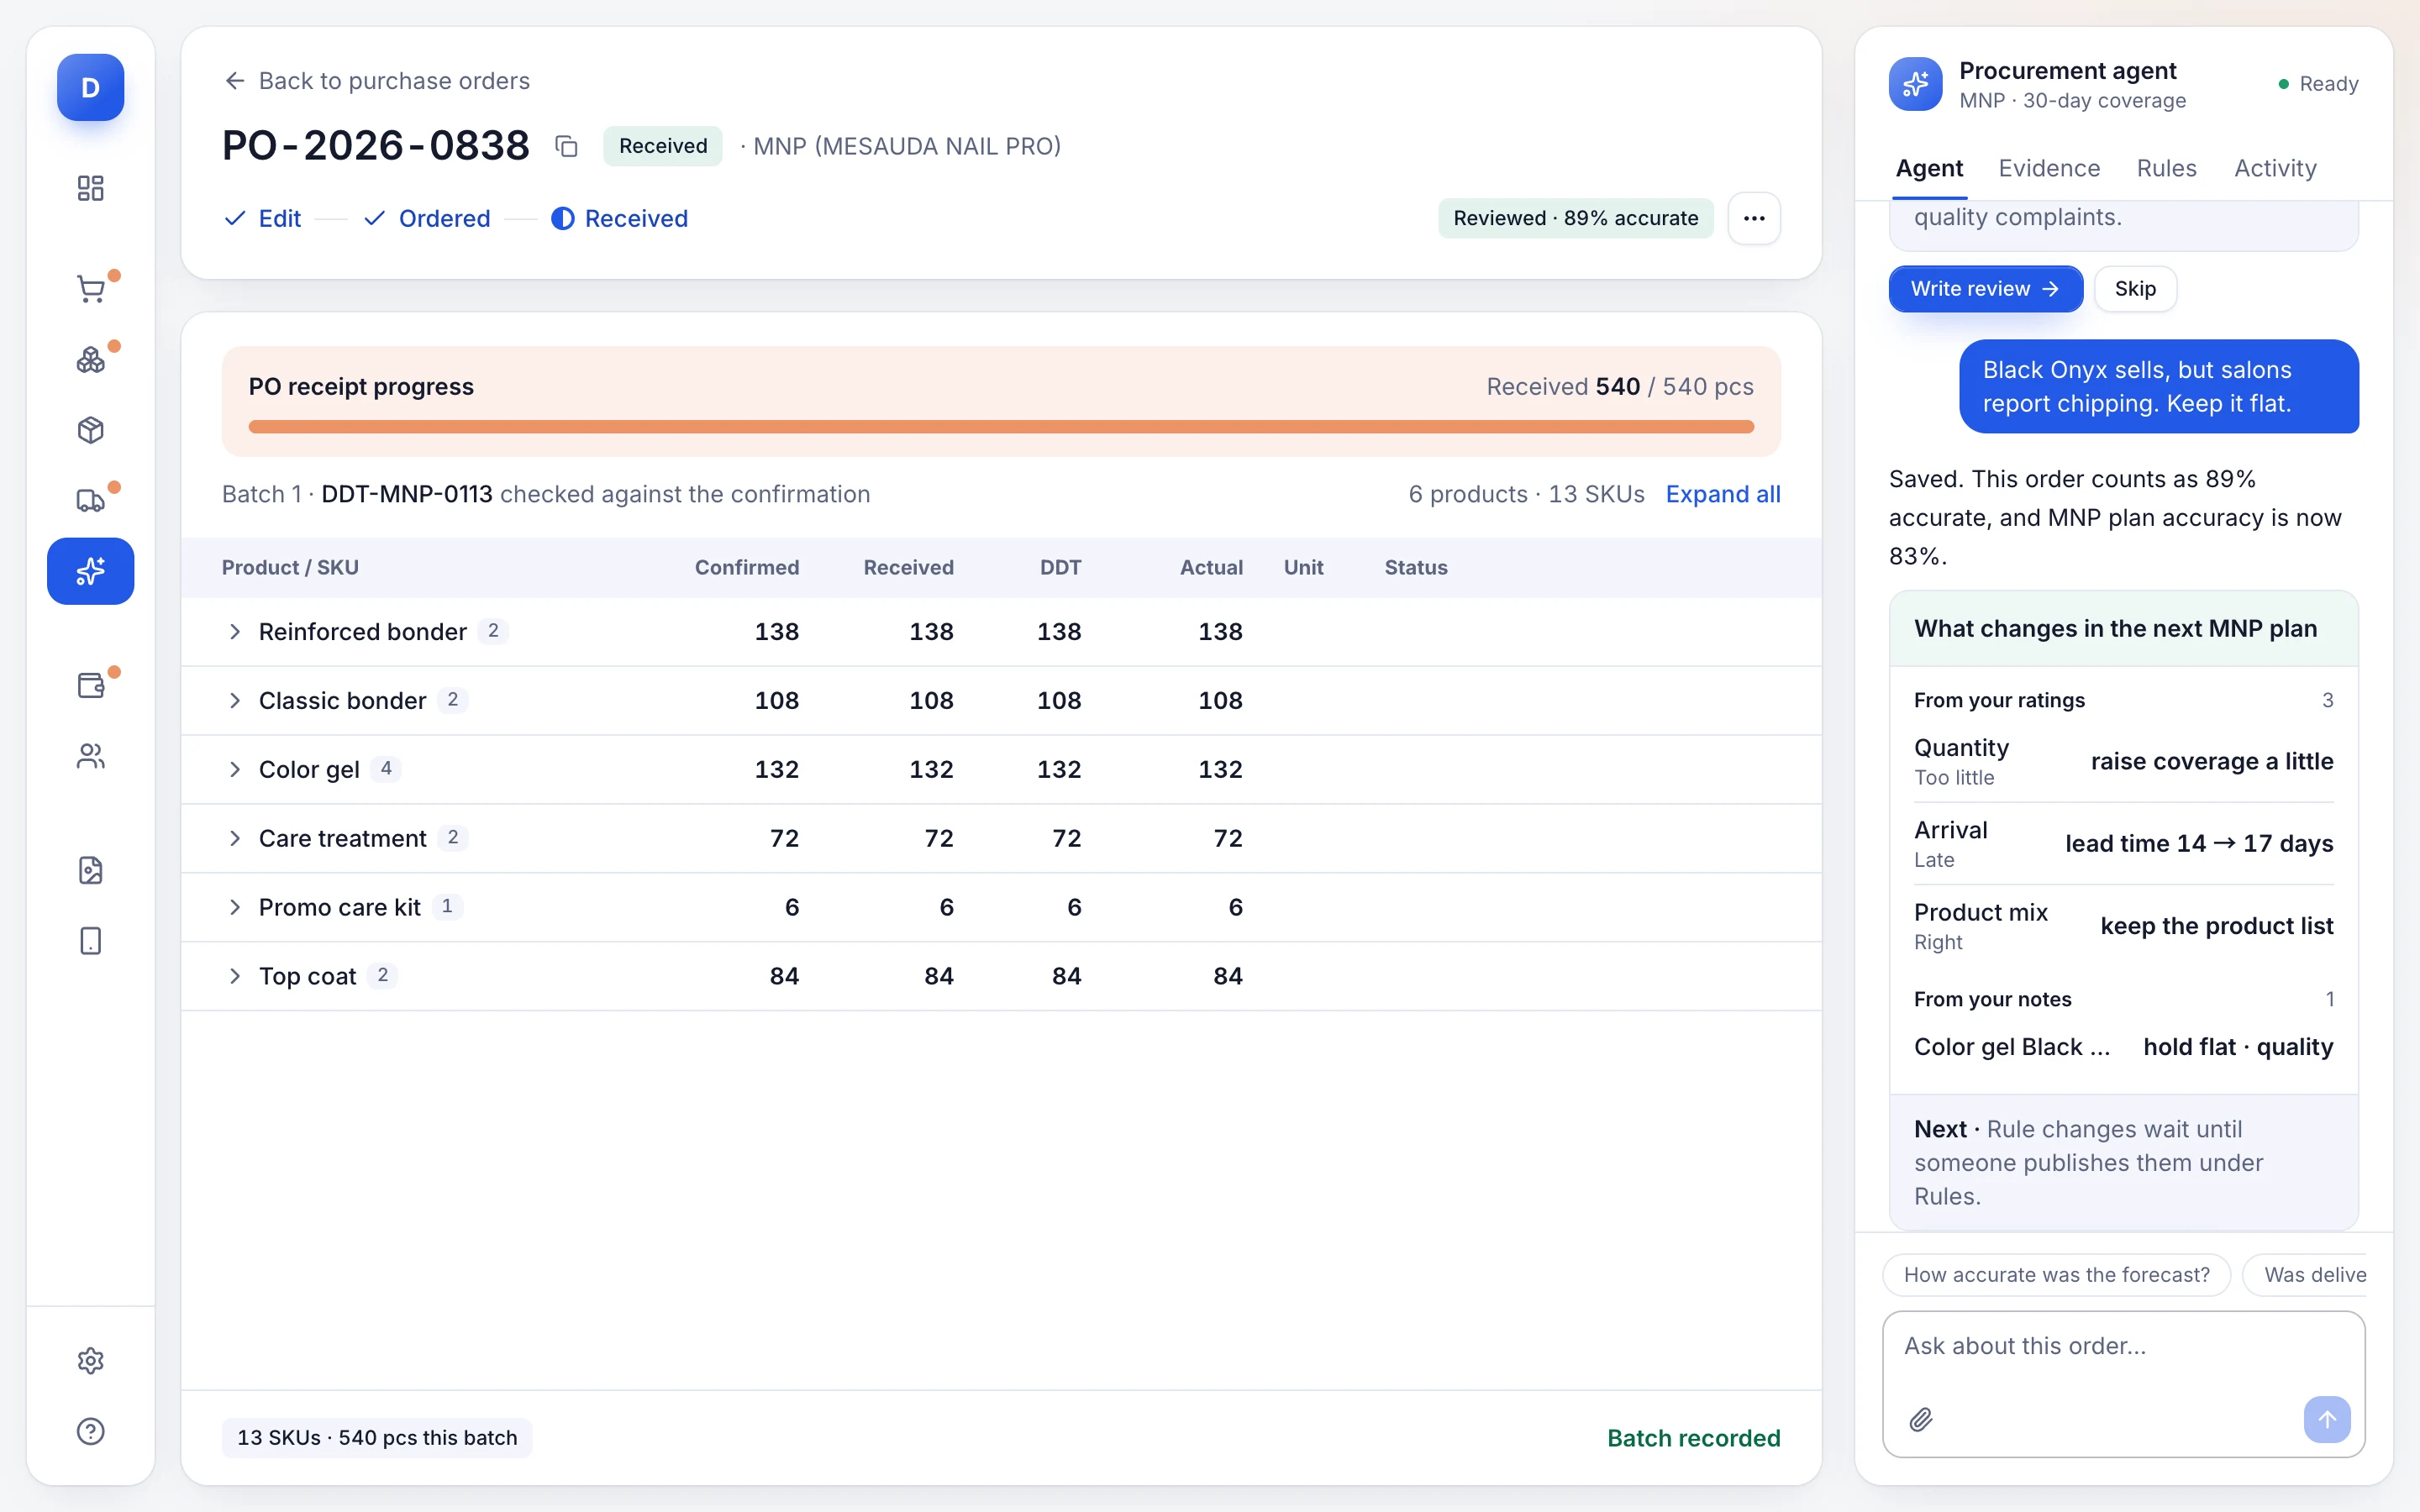 D
Back to purchase orders
PO-2026-0838 Received · MNP (MESAUDA NAIL PRO)
Edit Ordered Received
Reviewed · 89% accurate
PO receipt progress Received 540 / 540 pcs
Batch 1 · DDT-MNP-0113 checked against the confirmation 6 products · 13 SKUs Expand all
Product / SKU Confirmed Received DDT Actual Unit Status
Reinforced bonder 2 138 138 138 138
Classic bonder 2 108 108 108 108
Color gel 4 132 132 132 132
Care treatment 2 72 72 72 72
Promo care kit 1 6 6 6 6
Top coat 2 84 84 84 84
13 SKUs · 540 pcs this batch Batch recorded
Procurement agent
MNP · 30-day coverage
Ready
Agent Evidence Rules Activity
quality complaints.
Write review → Skip
Black Onyx sells, but salons
report chipping. Keep it flat.
Saved. This order counts as 89%
accurate, and MNP plan accuracy is now
83%.
What changes in the next MNP plan
From your ratings 3
Quantity
Too little
raise coverage a little
Arrival
Late
lead time 14 → 17 days
Product mix
Right
keep the product list
From your notes 1
Color gel Black ... hold flat · quality
Next · Rule changes wait until
someone publishes them under
Rules.
How accurate was the forecast? Was delive
Ask about this order...